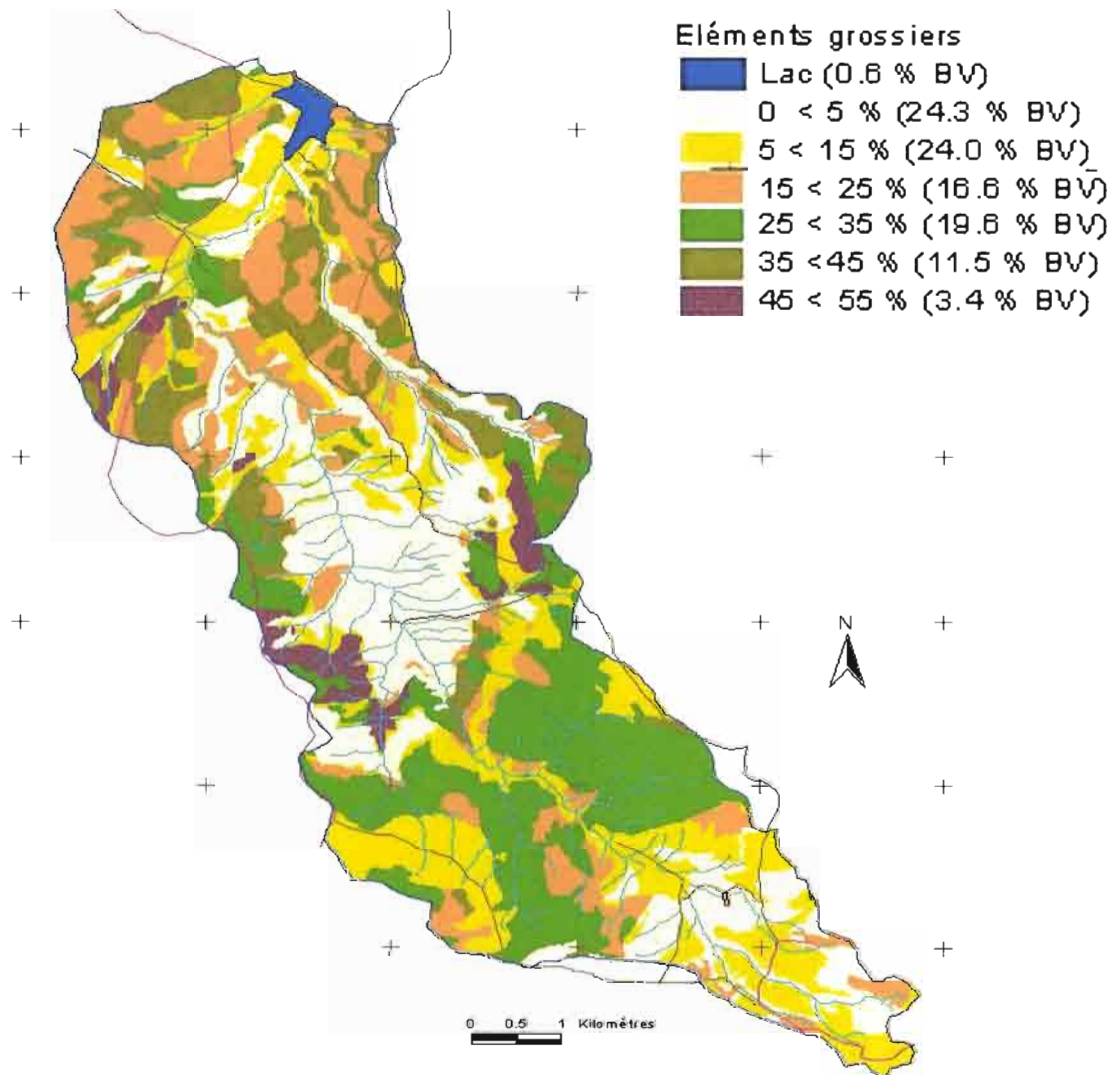 Eléments grossiers
Lac (0.6 % BV)
0 < 5 % (24.3 % BV)
5 < 15 % (24.0 % BV)
15 < 25 % (16.6 % BV)
25 < 35 % (19.6 % BV)
35 <45 % (11.5 % BV)
45 < 55 % (3.4 % BV)
N
0 0.5 1 Kilomètres